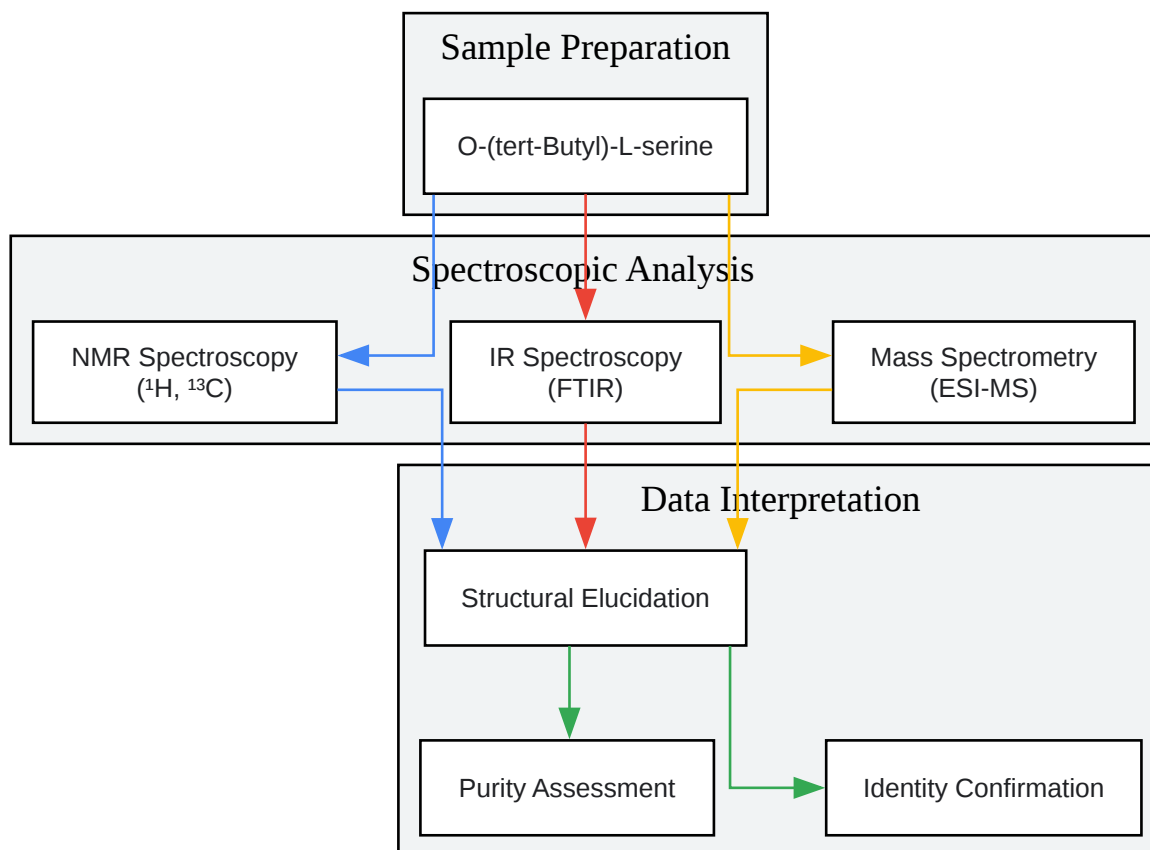 Sample Preparation
O-(tert-Butyl)-L-serine
Spectroscopic Analysis
NMR Spectroscopy
(¹H, ¹³C)
IR Spectroscopy
(FTIR)
Mass Spectrometry
(ESI-MS)
Data Interpretation
Structural Elucidation
Purity Assessment
Identity Confirmation